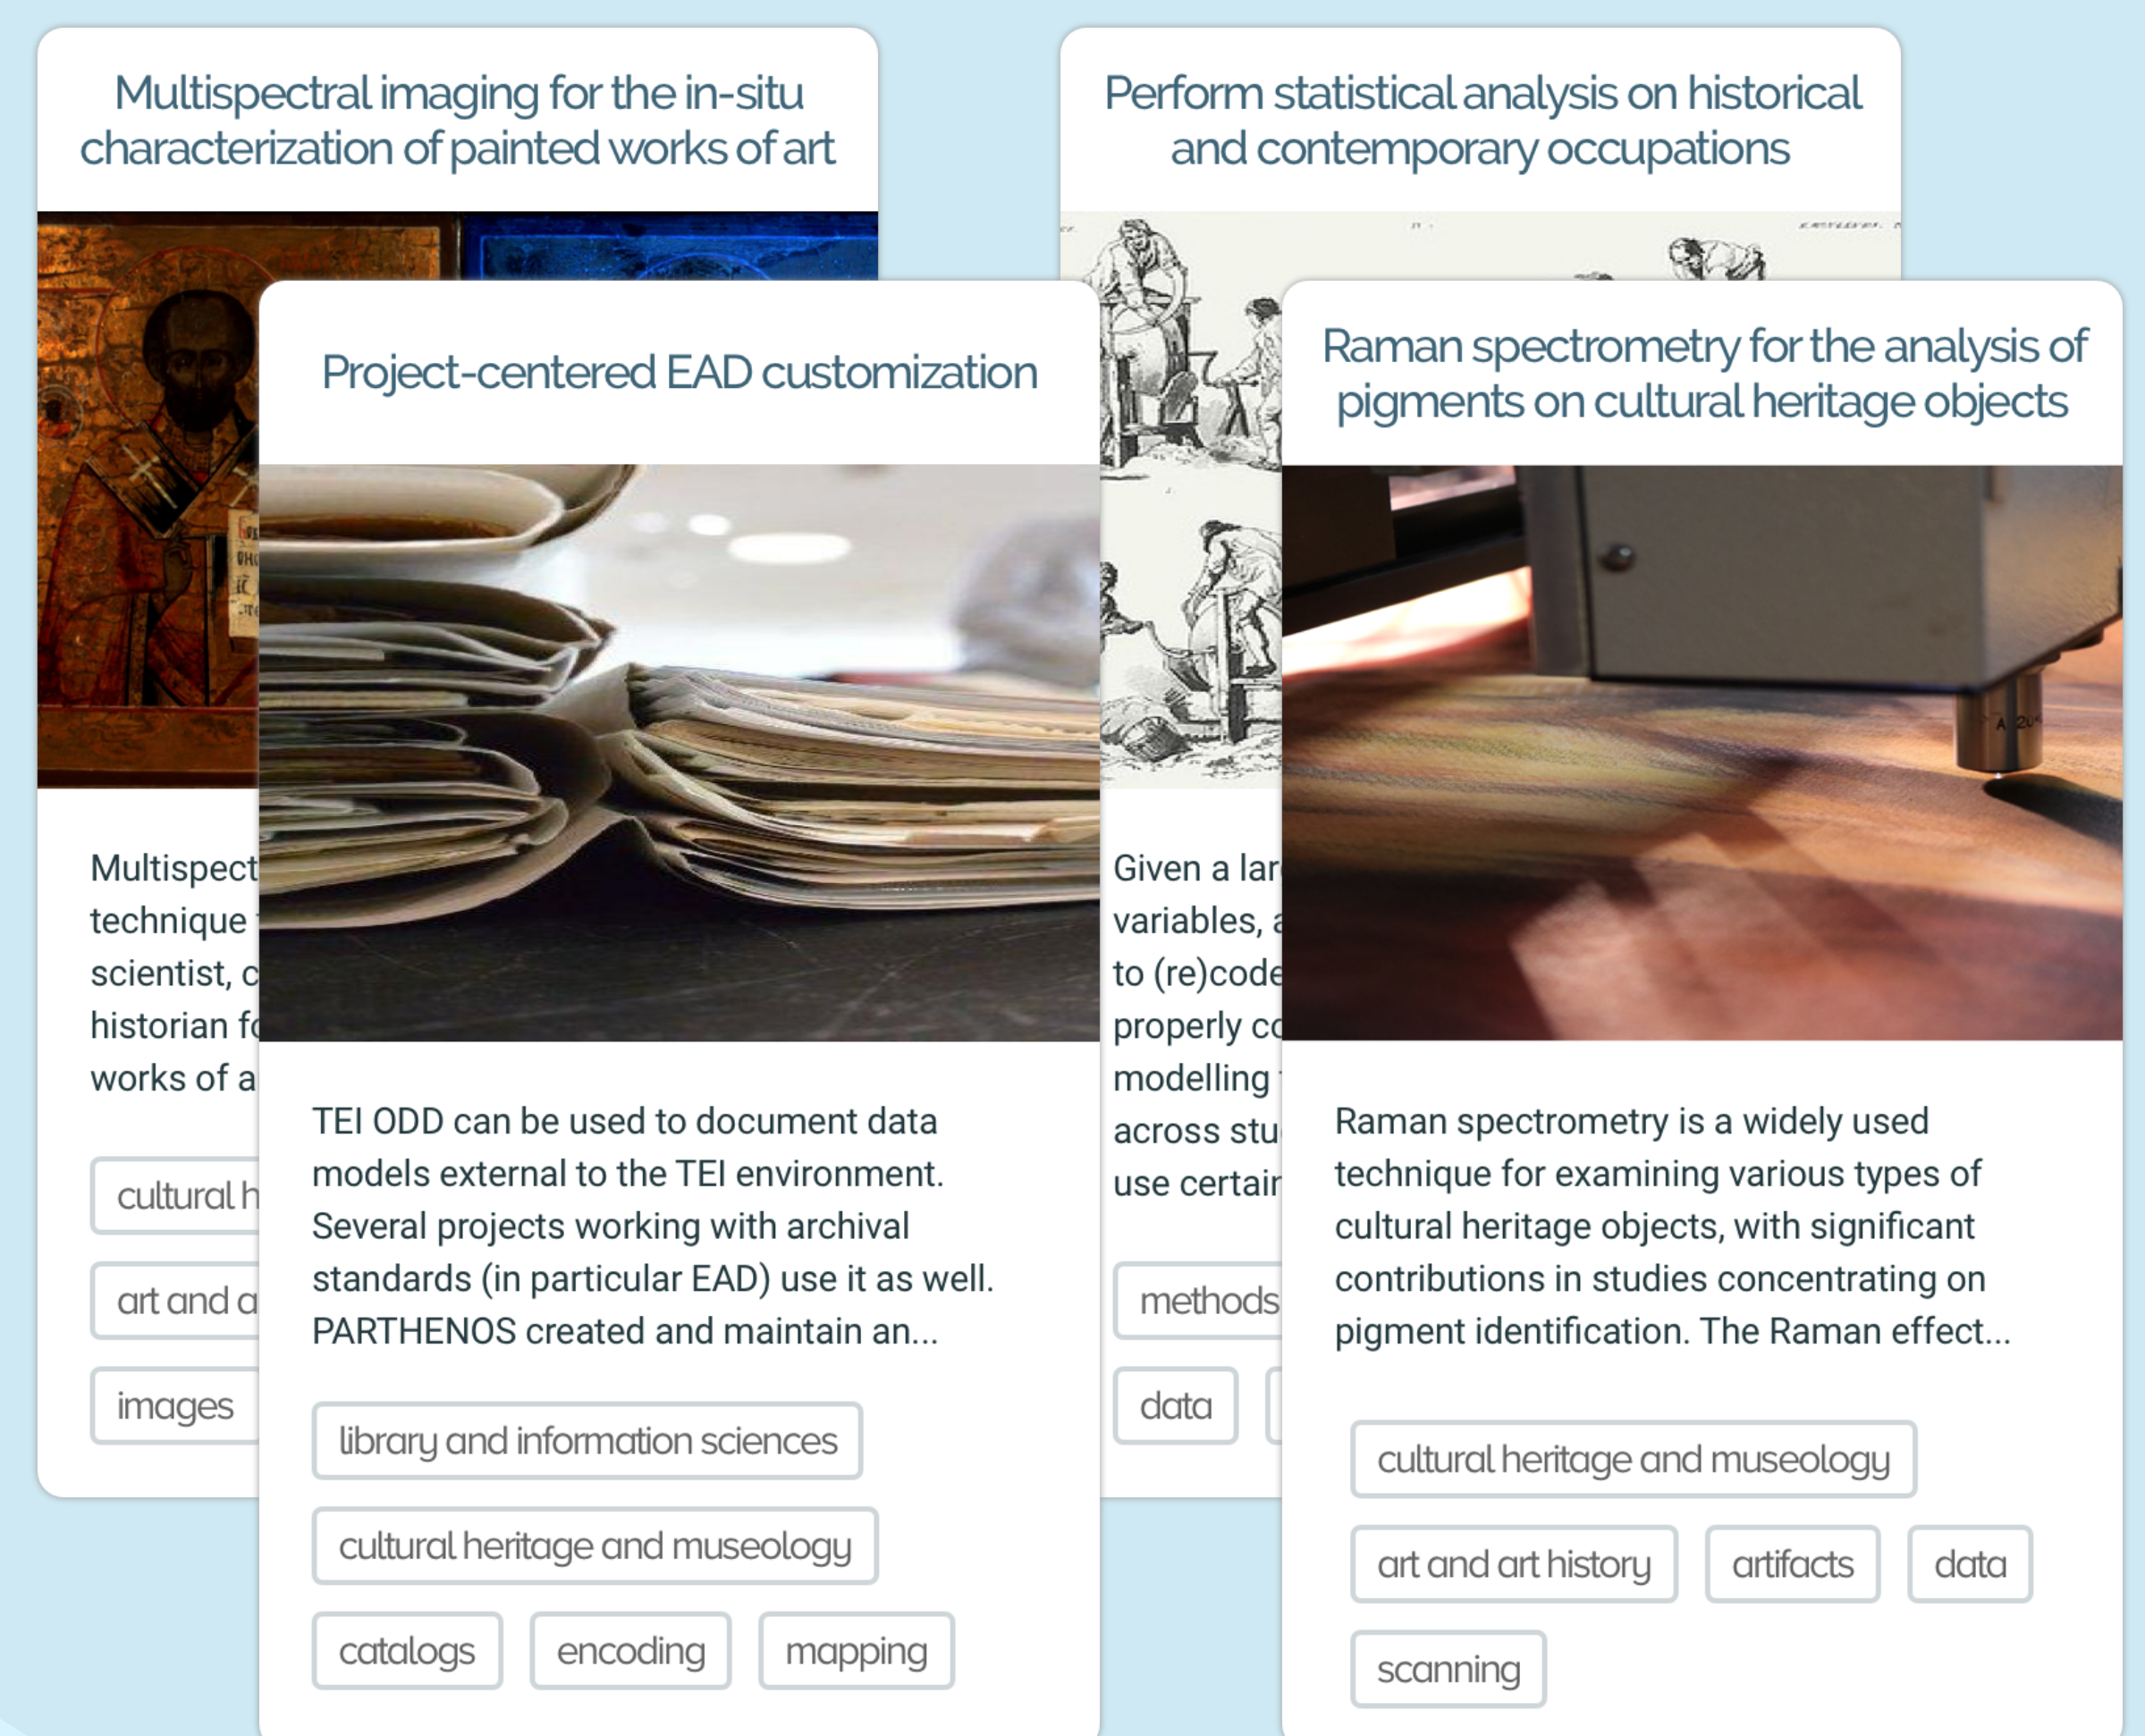 Multispectral imaging for the in-situ
characterization of painted works of art
Multispect
technique
scientist, c
historian fo
works of a
cultural h
art and a
images
Project-centered EAD customization
TEI ODD can be used to document data
models external to the TEI environment.
Several projects working with archival
standards (in particular EAD) use it as well.
PARTHENOS created and maintain an...
library and information sciences
cultural heritage and museology
catalogs encoding mapping
Perform statistical analysis on historical
and contemporary occupations
Given a lar
variables, a
to (re)code
properly co
modelling
across stu
use certain
methods
data
Raman spectrometry for the analysis of
pigments on cultural heritage objects
Raman spectrometry is a widely used
technique for examining various types of
cultural heritage objects, with significant
contributions in studies concentrating on
pigment identification. The Raman effect...
cultural heritage and museology
art and art history artifacts data
scanning